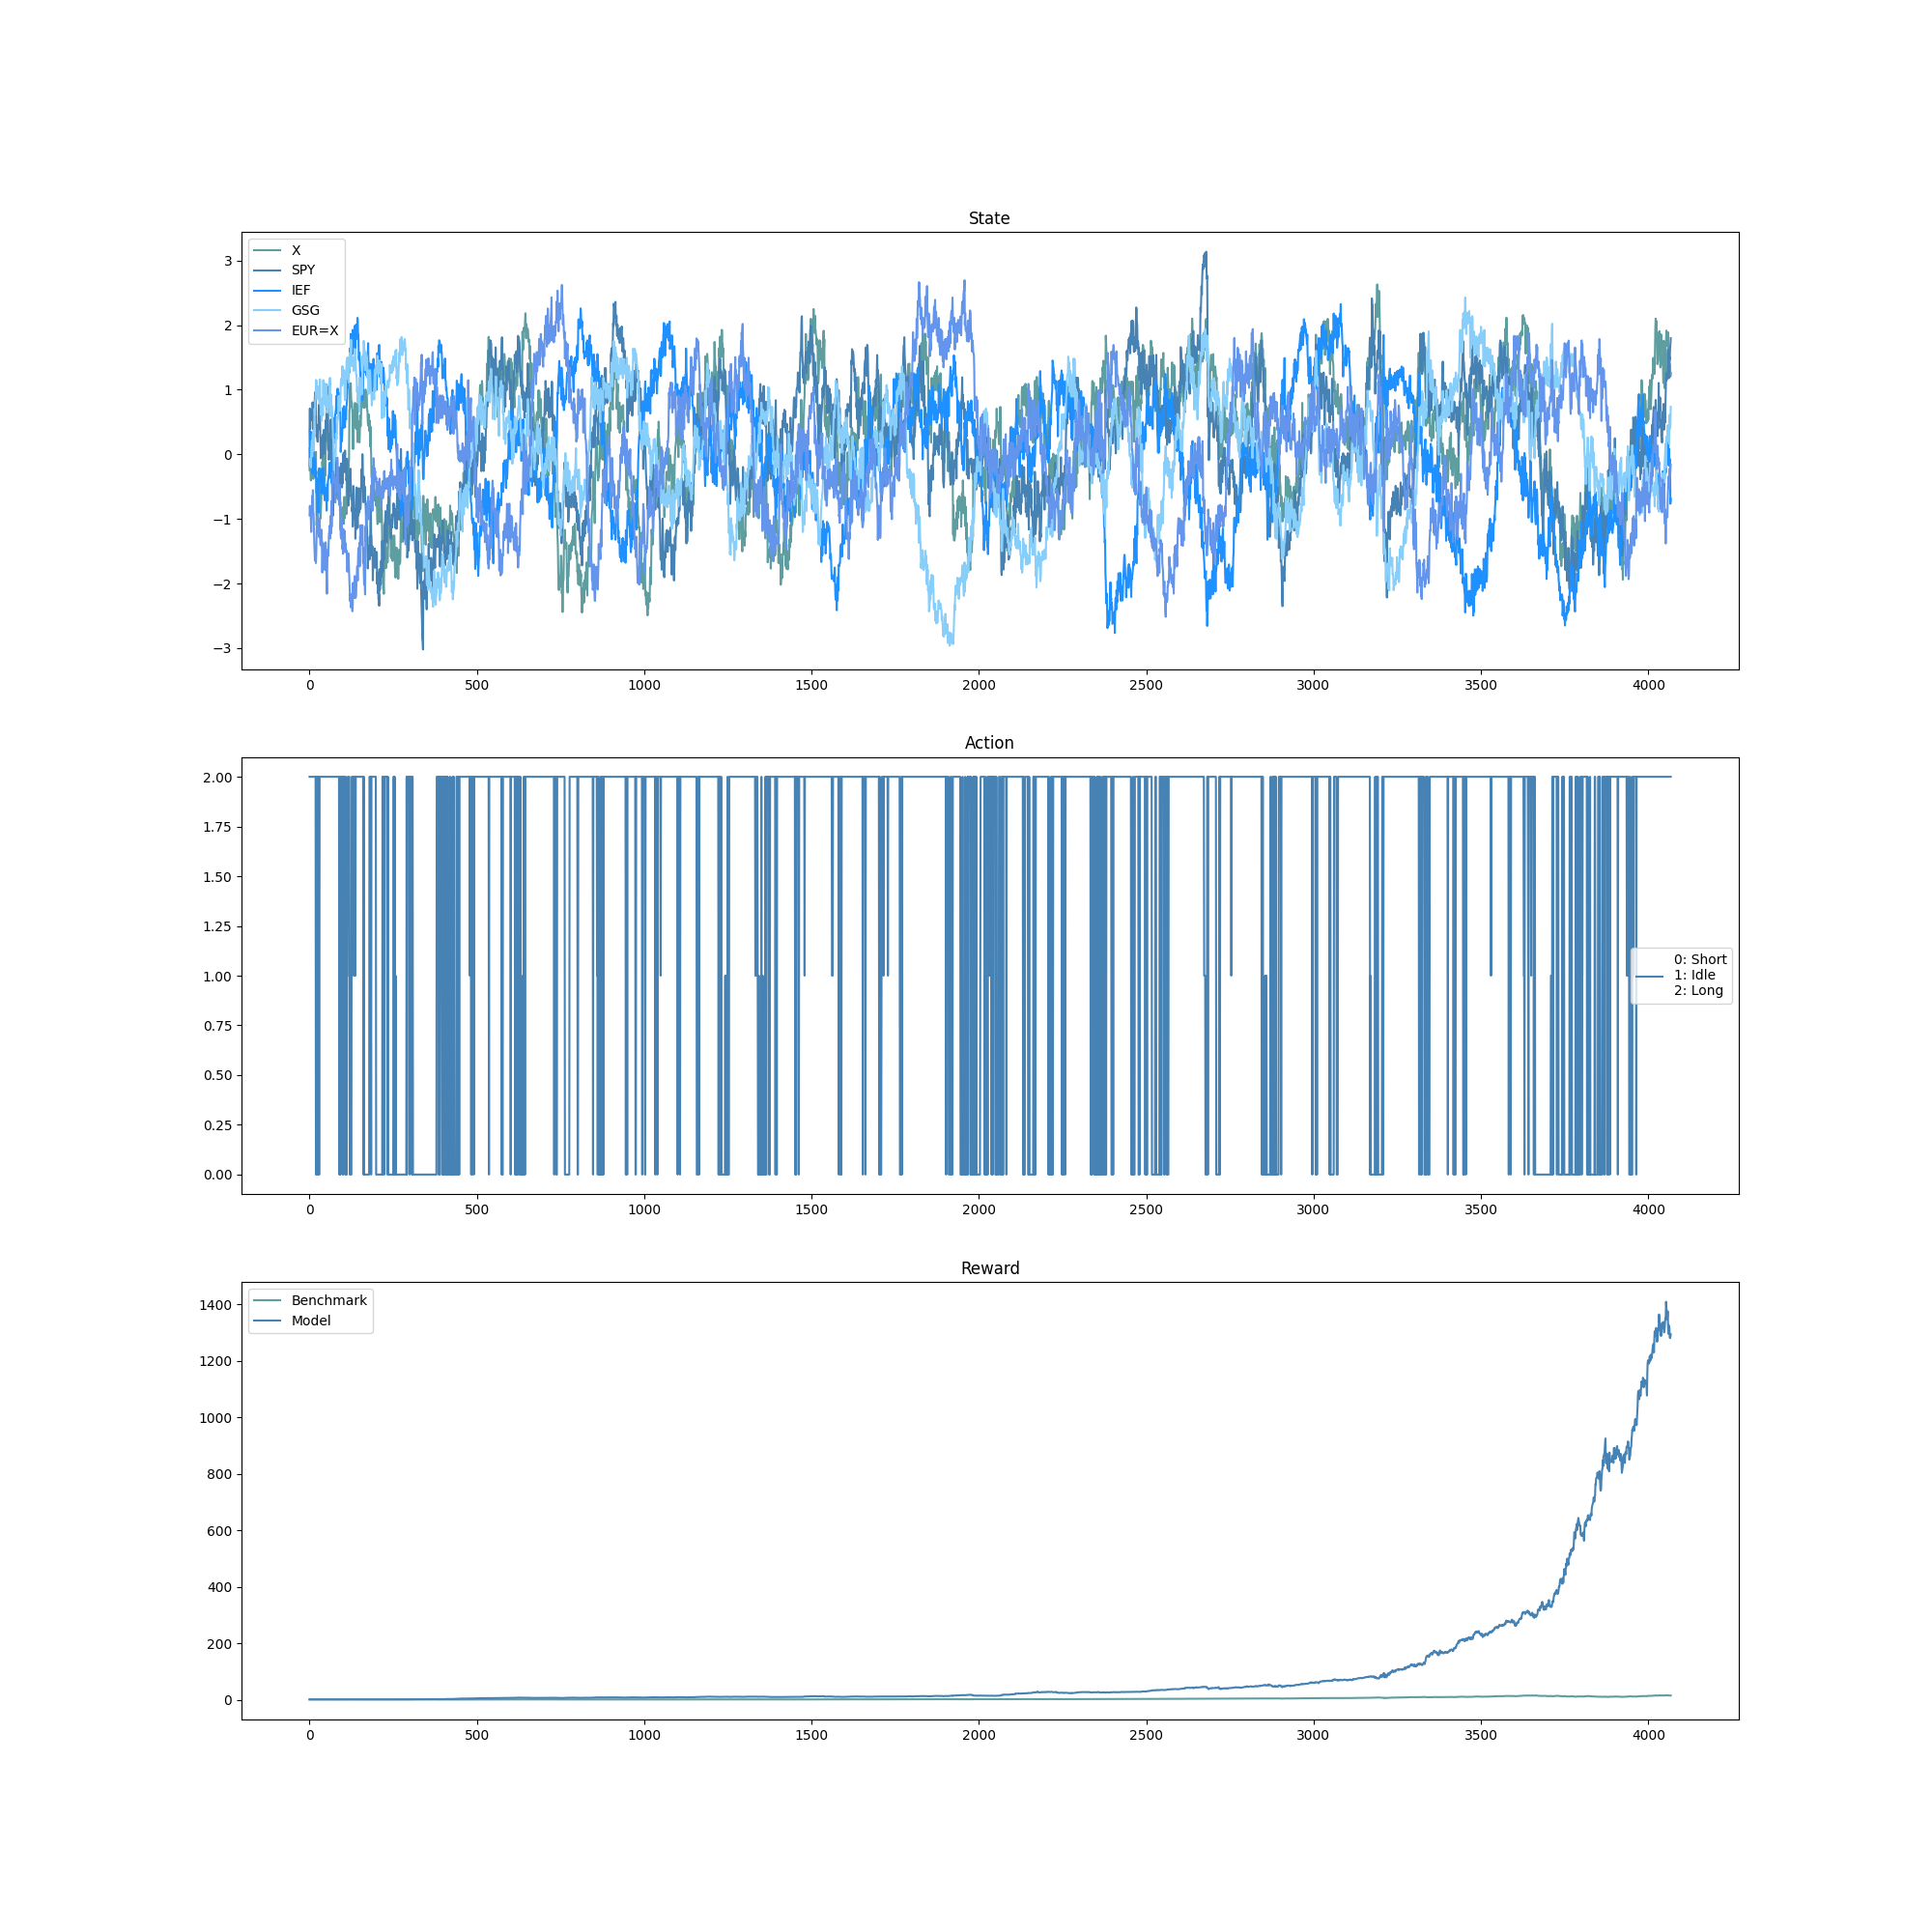 State
X
SPY
IEF
GSG
EUR=X
3
2
1
0
−1
−2
−3
0 500 1000 1500 2000 2500 3000 3500 4000
Action
2.00
1.75
1.50
1.25
1.00
0.75
0.50
0.25
0.00
0: Short
1: Idle
2: Long
0 500 1000 1500 2000 2500 3000 3500 4000
Reward
Benchmark
Model
1400
1200
1000
800
600
400
200
0
0 500 1000 1500 2000 2500 3000 3500 4000